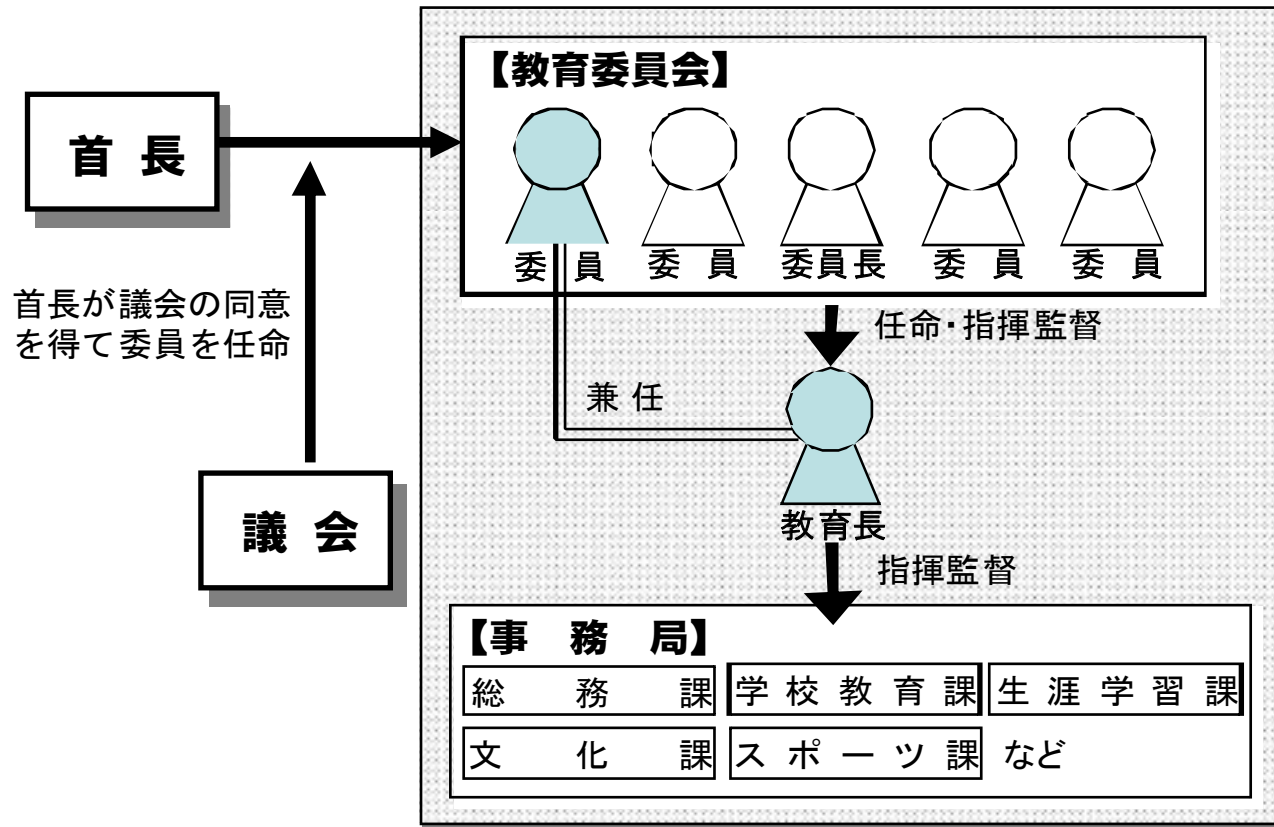 【教育委員会】
首長
委員 委員 委員長 委員 委員
首長が議会の同意
を得て委員を任命
任命・指揮監督
兼任
議会
教育長
指揮監督
【事務局】
総務課 学校教育課 生涯学習課
文化課 スポーツ課 など